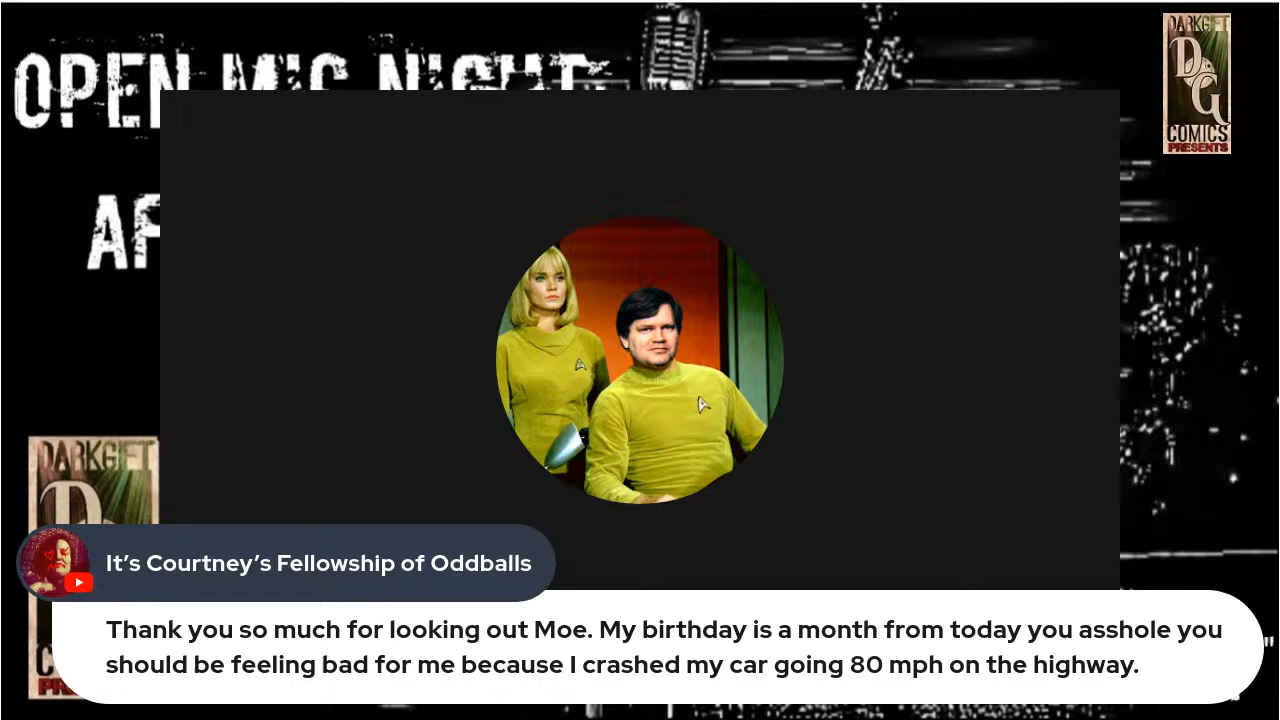 OPEN MIC NIGHT
AF
DARKGIFT
DG
COMICS
PRESENTS
DARKGIFT
D
It's Courtney's Fellowship of Oddballs
Thank you so much for looking out Moe. My birthday is a month from today you asshole you
should be feeling bad for me because I crashed my car going 80 mph on the highway.